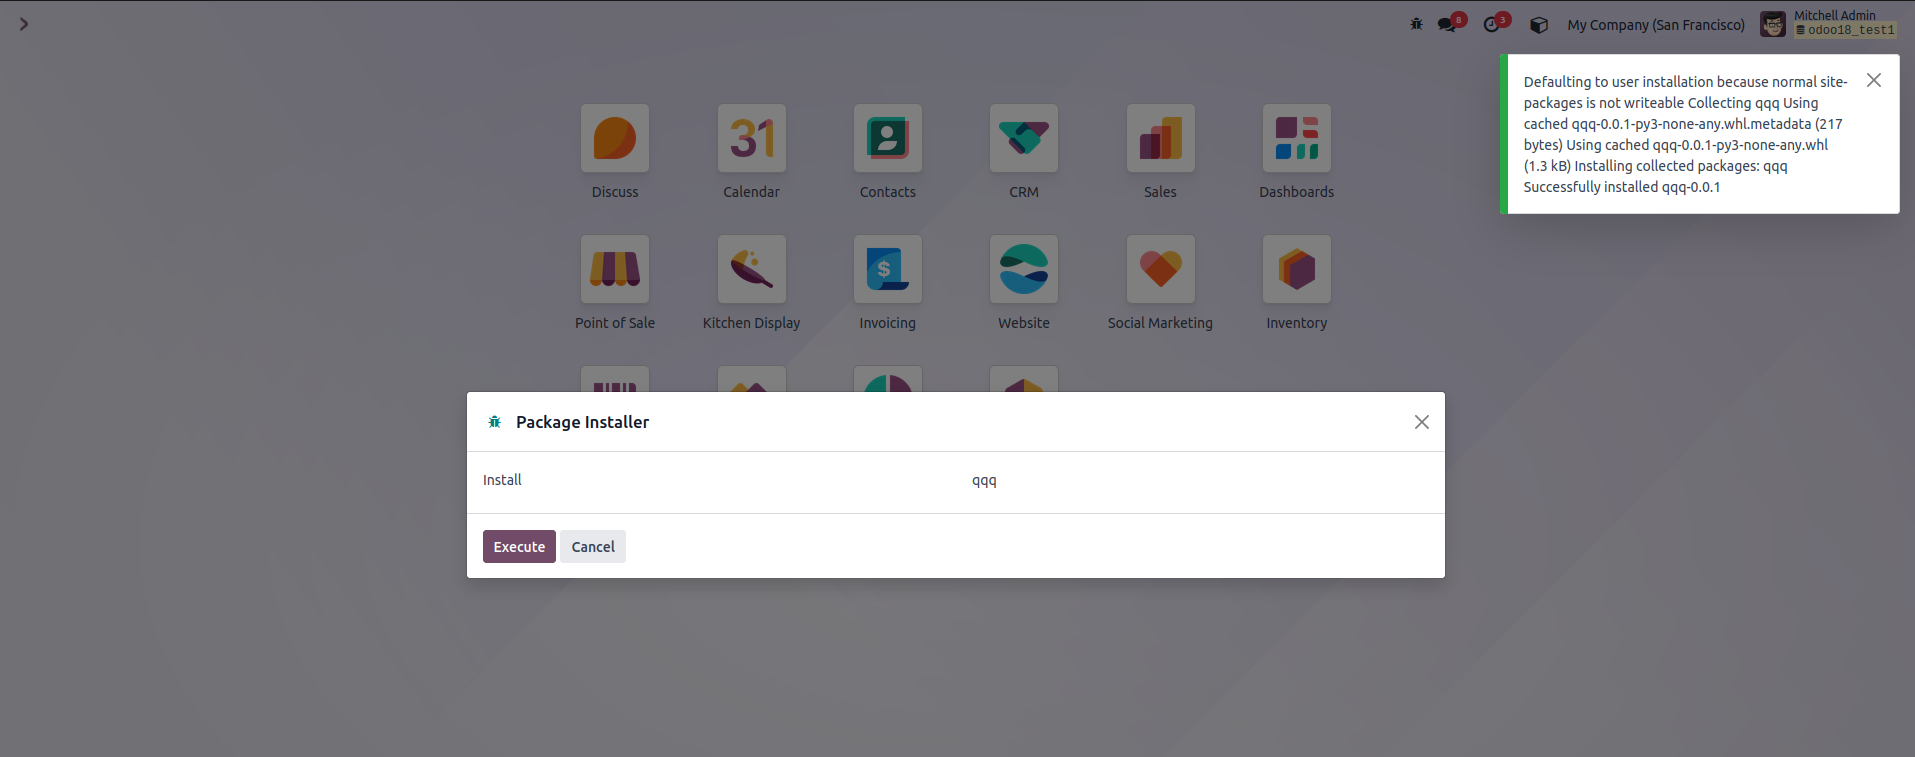 8
3
My Company (San Francisco)
Mitchell Admin
odoo18_test1
Defaulting to user installation because normal site-
packages is not writeable Collecting qqq Using
cached qqq-0.0.1-py3-none-any.whl.metadata (217
bytes) Using cached qqq-0.0.1-py3-none-any.whl
(1.3 kB) Installing collected packages: qqq
Successfully installed qqq-0.0.1
31
Discuss
Calendar
Contacts
CRM
Sales
Dashboards
$
Point of Sale
Kitchen Display
Invoicing
Website
Social Marketing
Inventory
Package Installer
Install
qqq
Execute
Cancel